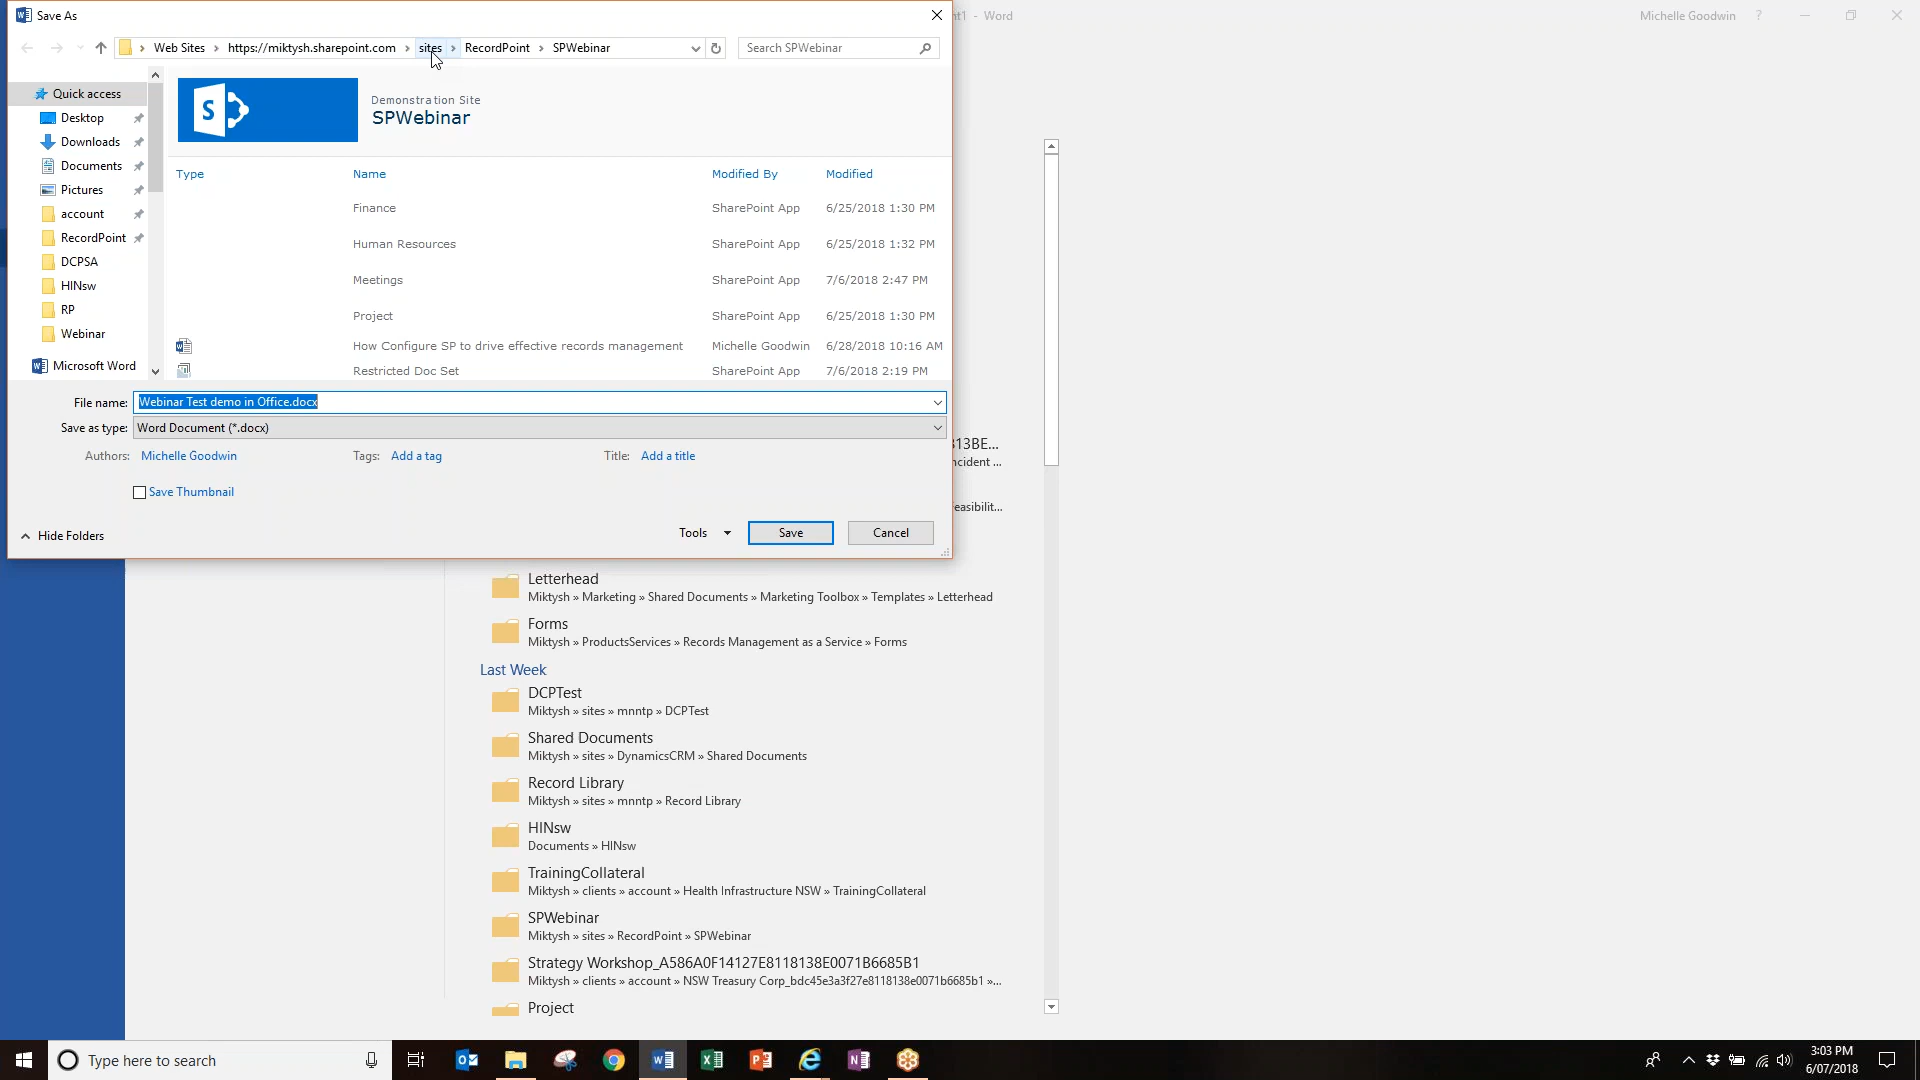 Save As
nt1 - Word
Michelle Goodwin
?
Web Sites
https://miktysh.sharepoint.com
sites
RecordPoint
SPWebinar
Search SPWebinar
Quick access
Desktop
Downloads
Documents
Pictures
account
RecordPoint
DCPSA
HINsw
RP
Webinar
Microsoft Word
S
Demonstration Site
SPWebinar
Type Name Modified By Modified
Finance SharePoint App 6/25/2018 1:30 PM
Human Resources SharePoint App 6/25/2018 1:32 PM
Meetings SharePoint App 7/6/2018 2:47 PM
Project SharePoint App 6/25/2018 1:30 PM
How Configure SP to drive effective records management Michelle Goodwin 6/28/2018 10:16 AM
Restricted Doc Set SharePoint App 7/6/2018 2:19 PM
File name: Webinar Test demo in Office.docx
Save as type: Word Document (*.docx)
Authors: Michelle Goodwin Tags: Add a tag Title: Add a title
Save Thumbnail
Hide Folders
Tools
Save
Cancel
813BE...
ncident ...
easibilit...
Letterhead
Miktysh » Marketing » Shared Documents » Marketing Toolbox » Templates » Letterhead
Forms
Miktysh » ProductsServices » Records Management as a Service » Forms
Last Week
DCPTest
Miktysh » sites » mnntp » DCPTest
Shared Documents
Miktysh » sites » DynamicsCRM » Shared Documents
Record Library
Miktysh » sites » mnntp » Record Library
HINsw
Documents » HINsw
TrainingCollateral
Miktysh » clients » account » Health Infrastructure NSW » TrainingCollateral
SPWebinar
Miktysh » sites » RecordPoint » SPWebinar
Strategy Workshop_A586A0F14127E8118138E0071B6685B1
Miktysh » clients » account » NSW Treasury Corp_bdc45e3a3f27e8118138e0071b6685b1 »...
Project
Type here to search
3:03 PM
6/07/2018